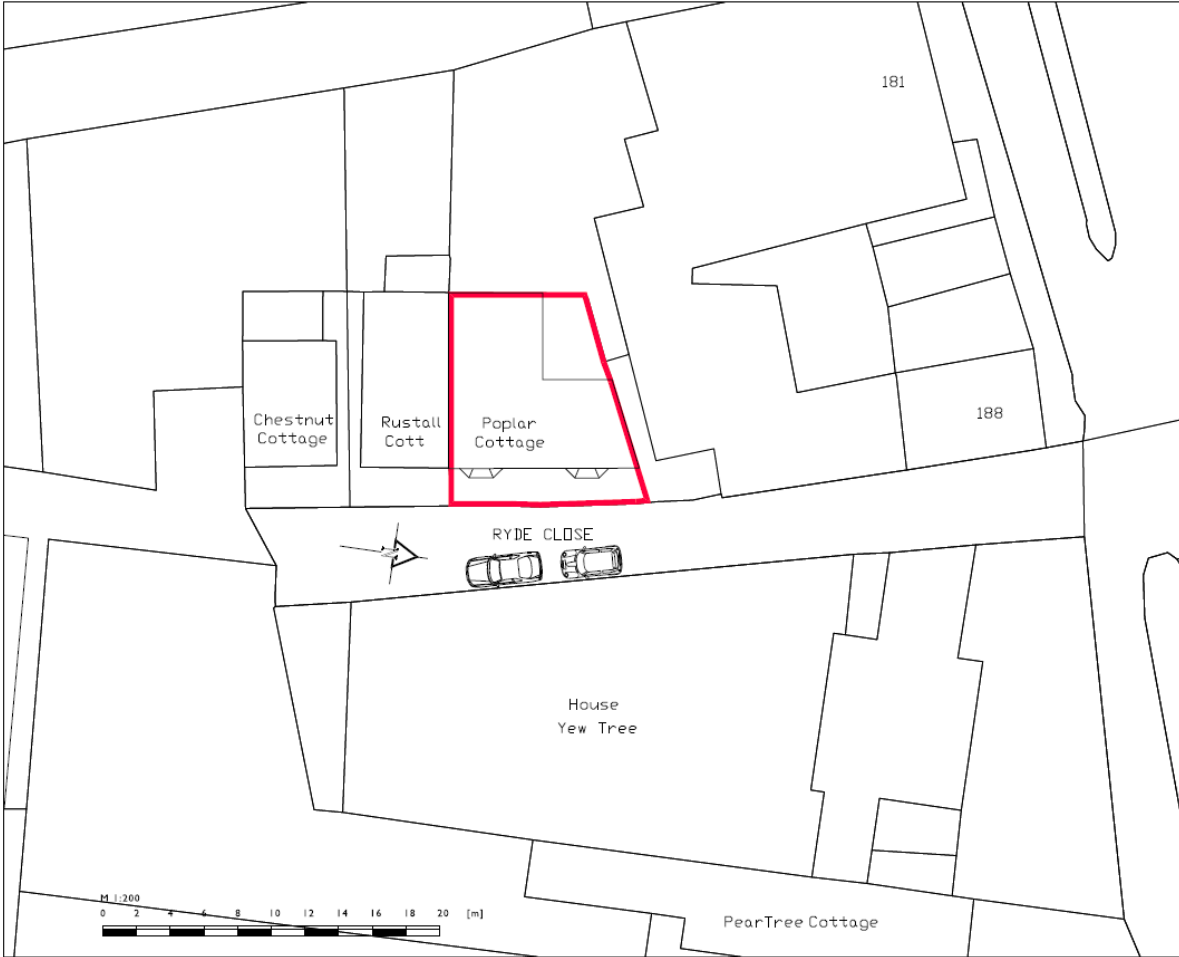 181
Chestnut
Cottage
Rustall
Cott
Poplar
Cottage
188
RYDE CLOSE
N
House
Yew Tree
M 1:200
0 2 4 6 8 10 12 14 16 18 20 [m]
PearTree Cottage